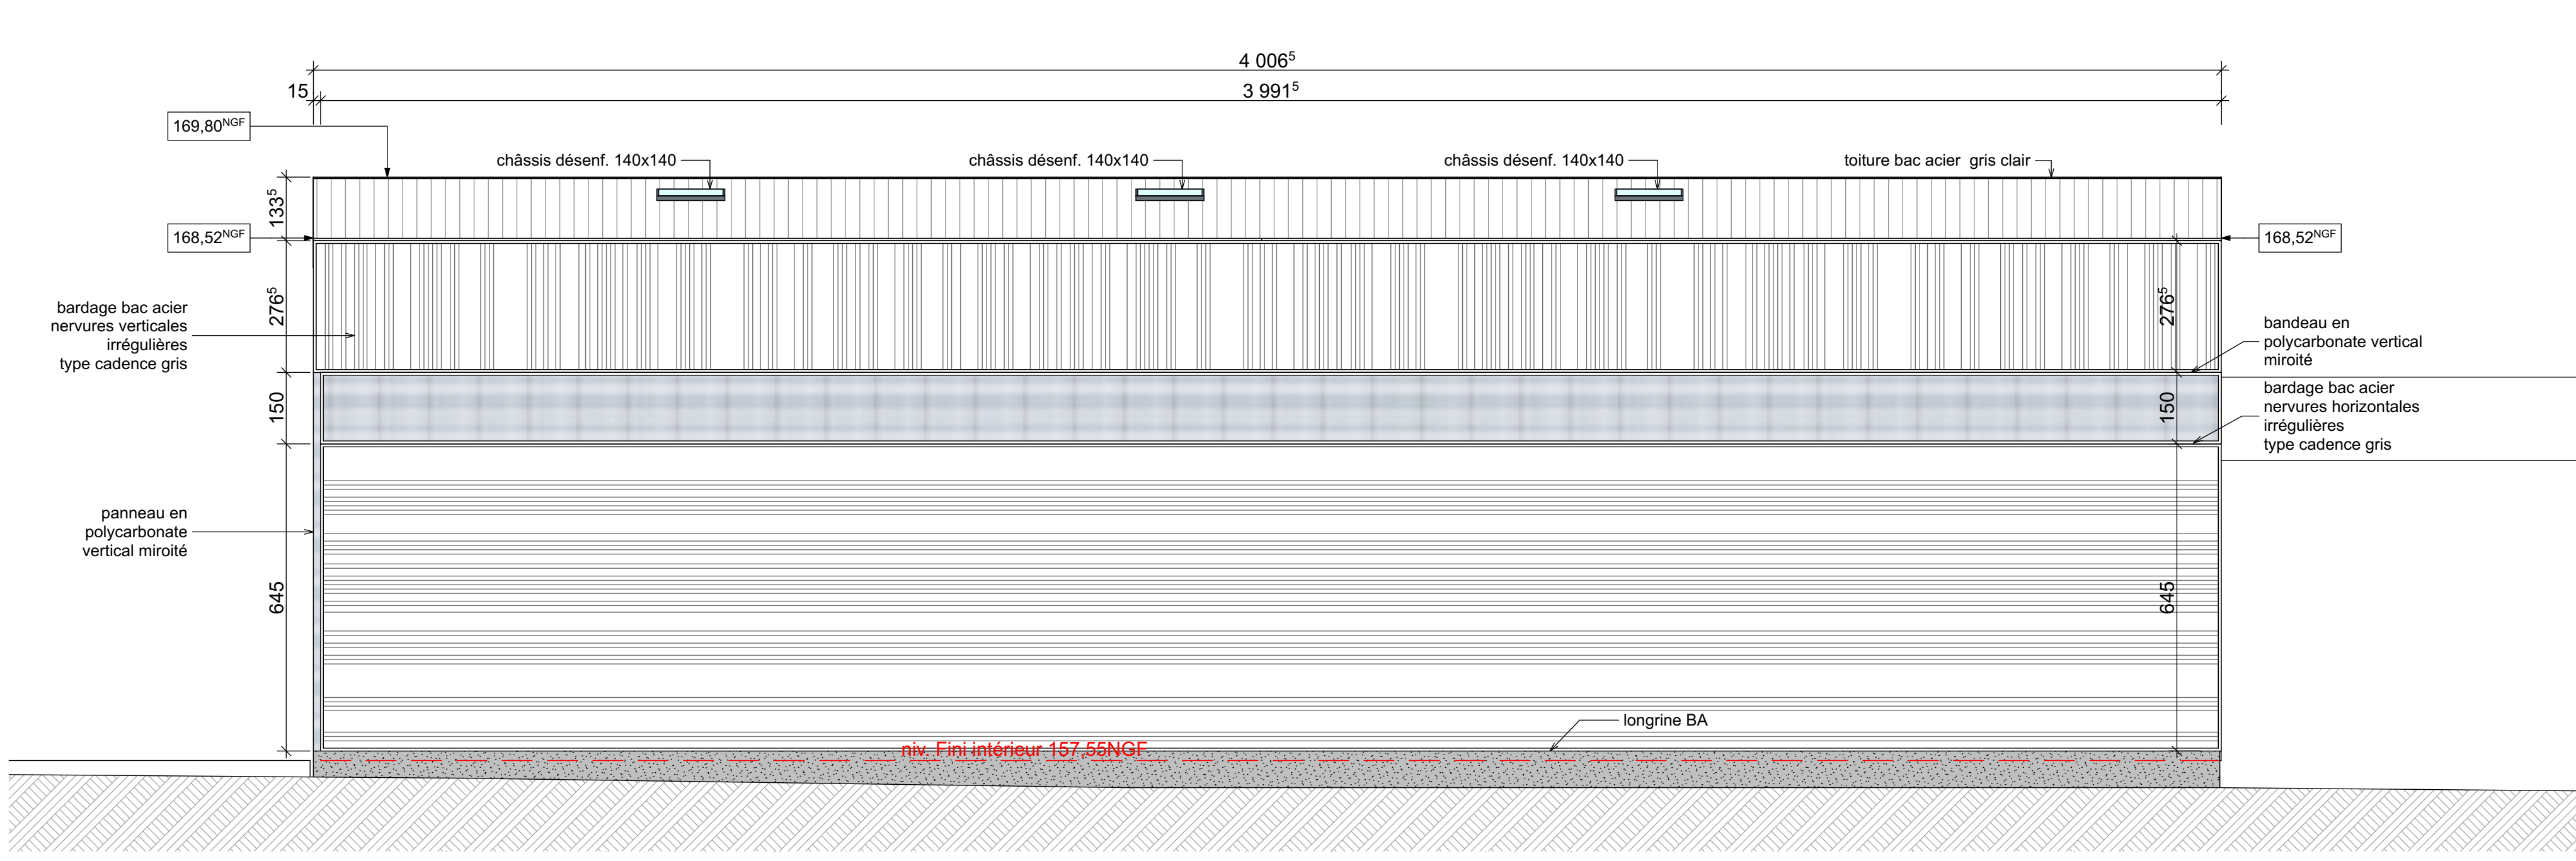 4 006⁵
15
3 991⁵
169,80NGF
châssis désenf. 140x140
châssis désenf. 140x140
châssis désenf. 140x140
toiture bac acier gris clair
133⁵
168,52NGF
168,52NGF
276⁵
276⁵
bardage bac acier
nervures verticales
irrégulières
type cadence gris
bandeau en
polycarbonate vertical
miroité
150
150
bardage bac acier
nervures horizontales
irrégulières
type cadence gris
panneau en
polycarbonate
vertical miroité
645
645
longrine BA
niv. Fini intérieur 157,55NGF